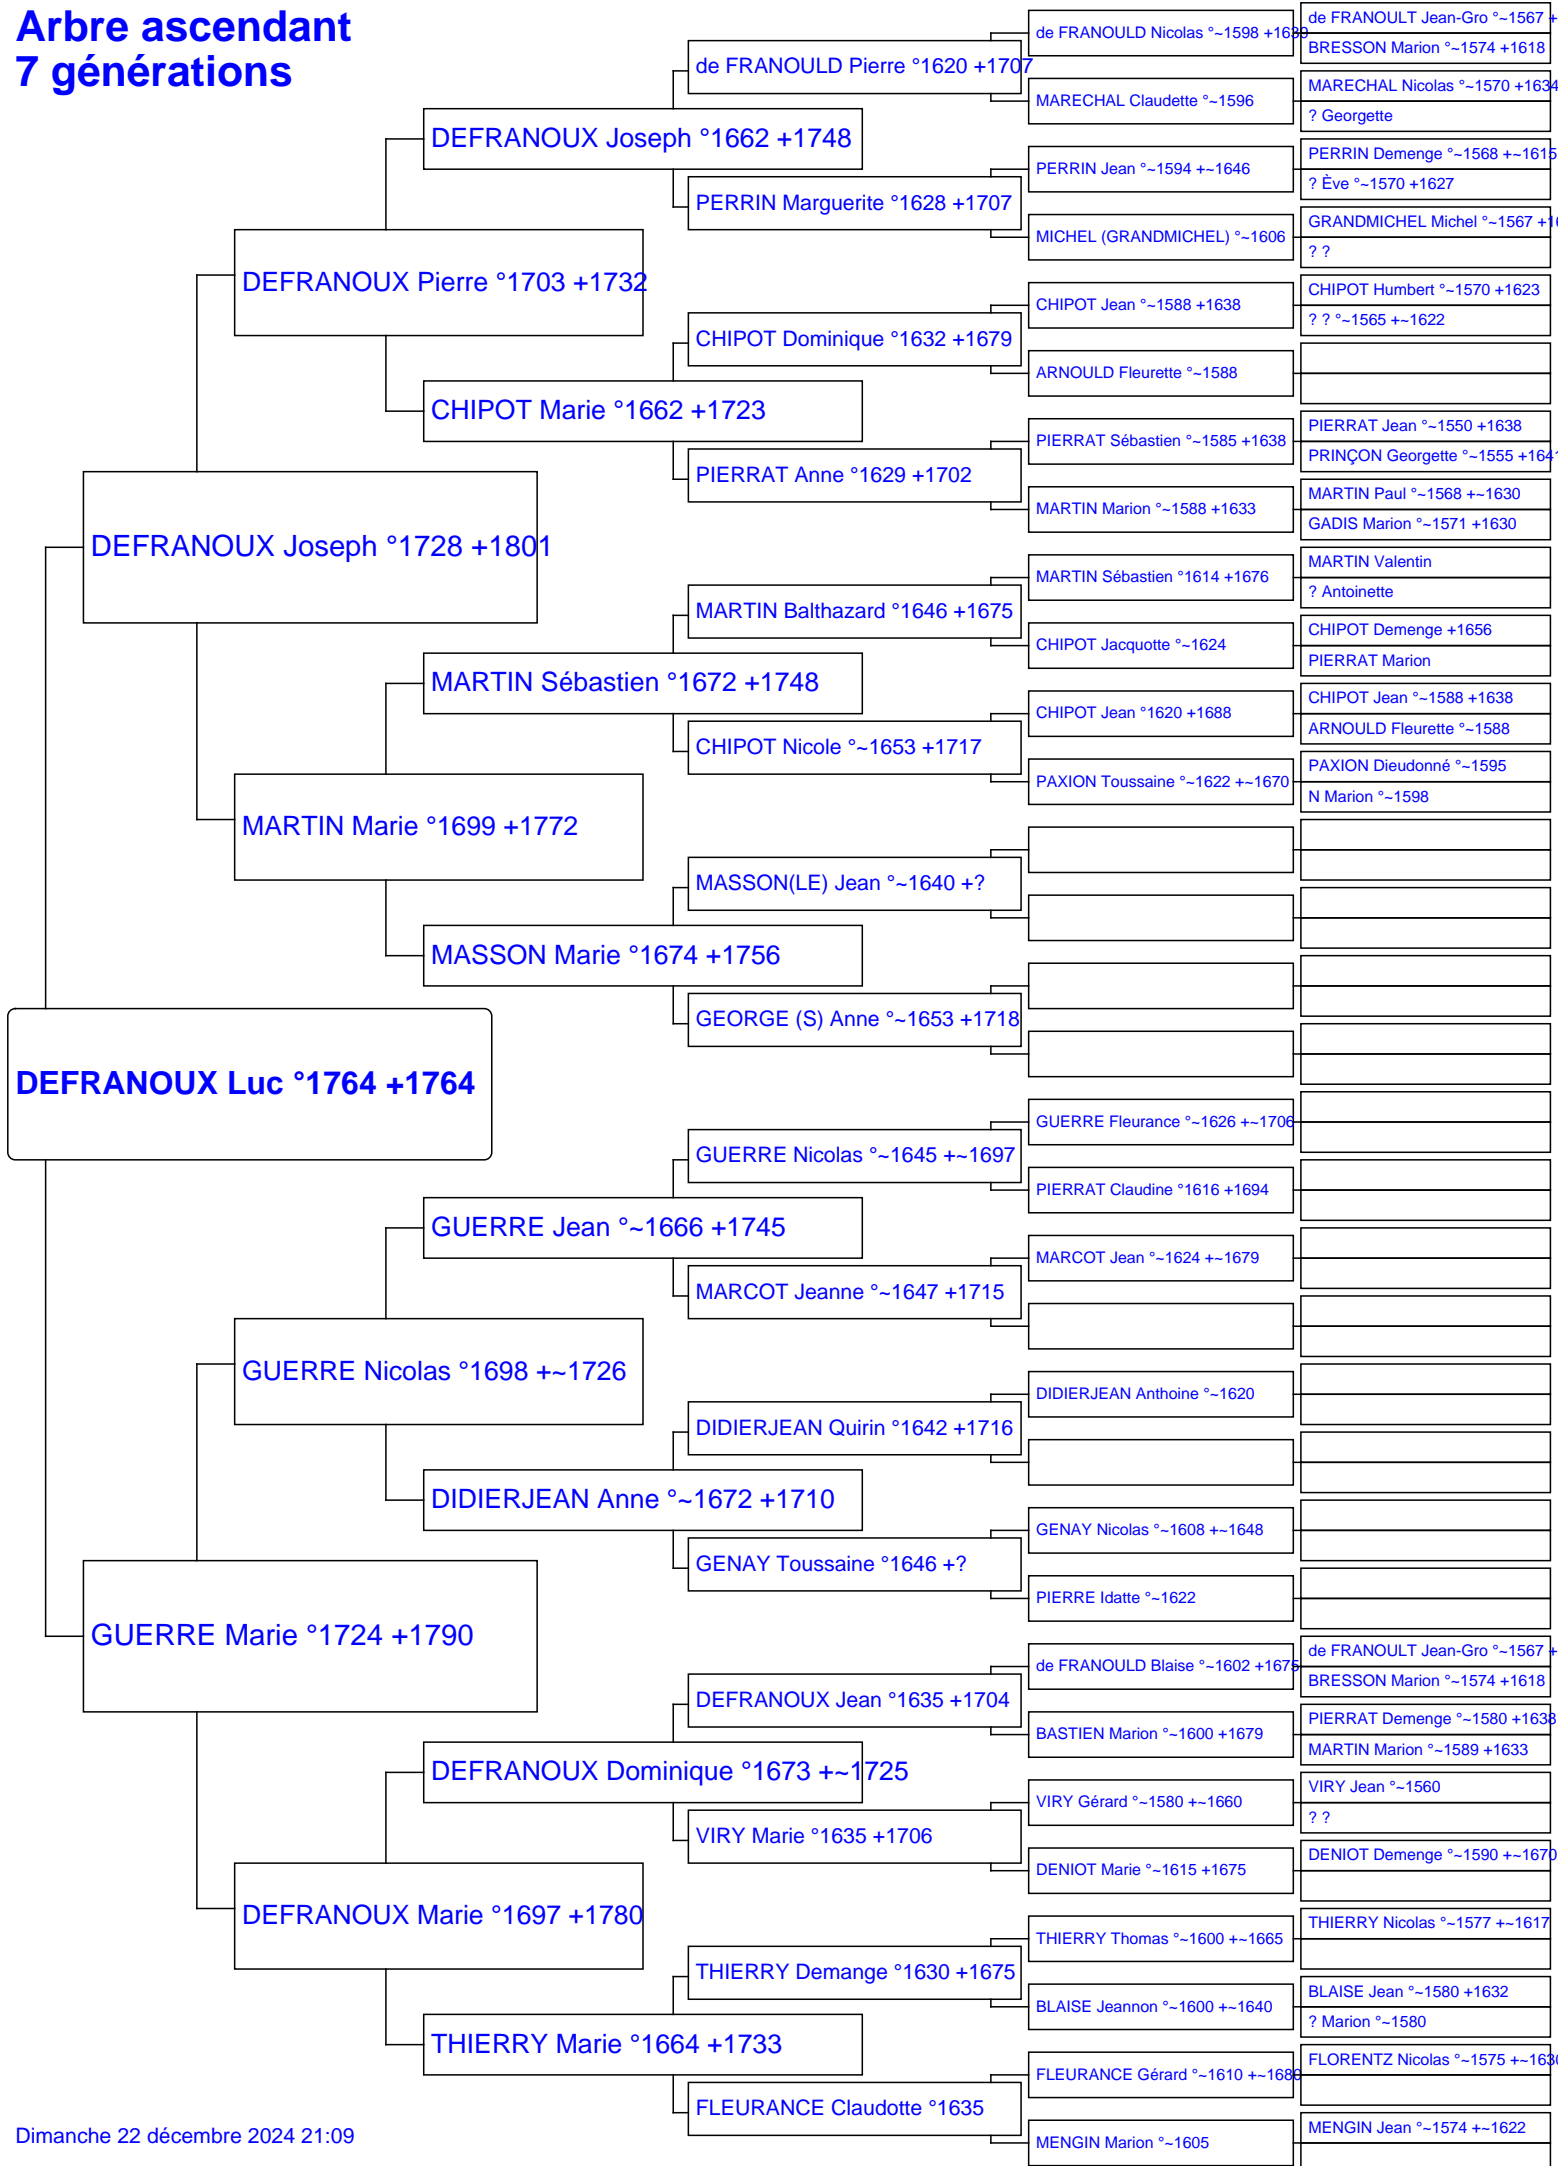 Arbre ascendant
7 générations
DEFRANOUX Luc °1764 +1764
DEFRANOUX Joseph °1728 +1801
GUERRE Marie °1724 +1790
DEFRANOUX Pierre °1703 +1732
MARTIN Marie °1699 +1772
GUERRE Nicolas °1698 +~1726
DEFRANOUX Marie °1697 +1780
DEFRANOUX Joseph °1662 +1748
CHIPOT Marie °1662 +1723
MARTIN Sébastien °1672 +1748
MASSON Marie °1674 +1756
GUERRE Jean °~1666 +1745
DIDIERJEAN Anne °~1672 +1710
DEFRANOUX Dominique °1673 +~1725
THIERRY Marie °1664 +1733
de FRANOULD Pierre °1620 +1707
PERRIN Marguerite °1628 +1707
CHIPOT Dominique °1632 +1679
PIERRAT Anne °1629 +1702
MARTIN Balthazard °1646 +1675
CHIPOT Nicole °~1653 +1717
MASSON(LE) Jean °~1640 +?
GEORGE (S) Anne °~1653 +1718
GUERRE Nicolas °~1645 +~1697
MARCOT Jeanne °~1647 +1715
DIDIERJEAN Quirin °1642 +1716
GENAY Toussaine °1646 +?
DEFRANOUX Jean °1635 +1704
VIRY Marie °1635 +1706
THIERRY Demange °1630 +1675
FLEURANCE Claudotte °1635
de FRANOULD Nicolas °~1598 +1639
MARECHAL Claudette °~1596
PERRIN Jean °~1594 +~1646
MICHEL (GRANDMICHEL) °~1606
CHIPOT Jean °~1588 +1638
ARNOULD Fleurette °~1588
PIERRAT Sébastien °~1585 +1638
MARTIN Marion °~1588 +1633
MARTIN Sébastien °1614 +1676
CHIPOT Jacquotte °~1624
CHIPOT Jean °1620 +1688
PAXION Toussaine °~1622 +~1670
GUERRE Fleurance °~1626 +~1706
PIERRAT Claudine °1616 +1694
MARCOT Jean °~1624 +~1679
DIDIERJEAN Anthoine °~1620
GENAY Nicolas °~1608 +~1648
PIERRE Idatte °~1622
de FRANOULD Blaise °~1602 +1675
BASTIEN Marion °~1600 +1679
VIRY Gérard °~1580 +~1660
DENIOT Marie °~1615 +1675
THIERRY Thomas °~1600 +~1665
BLAISE Jeannon °~1600 +~1640
FLEURANCE Gérard °~1610 +~1680
MENGIN Marion °~1605
de FRANOULT Jean-Gro °~1567 +
BRESSON Marion °~1574 +1618
MARECHAL Nicolas °~1570 +1634
? Georgette
PERRIN Demenge °~1568 +~1615
? Ève °~1570 +1627
GRANDMICHEL Michel °~1567 +1
? ?
CHIPOT Humbert °~1570 +1623
? ? °~1565 +~1622
PIERRAT Jean °~1550 +1638
PRINÇON Georgette °~1555 +1641
MARTIN Paul °~1568 +~1630
GADIS Marion °~1571 +1630
MARTIN Valentin
? Antoinette
CHIPOT Demenge +1656
PIERRAT Marion
CHIPOT Jean °~1588 +1638
ARNOULD Fleurette °~1588
PAXION Dieudonné °~1595
N Marion °~1598
de FRANOULT Jean-Gro °~1567 +
BRESSON Marion °~1574 +1618
PIERRAT Demenge °~1580 +1638
MARTIN Marion °~1589 +1633
VIRY Jean °~1560
? ?
DENIOT Demenge °~1590 +~1670
THIERRY Nicolas °~1577 +~1617
BLAISE Jean °~1580 +1632
? Marion °~1580
FLORENTZ Nicolas °~1575 +~1630
MENGIN Jean °~1574 +~1622
Dimanche 22 décembre 2024 21:09